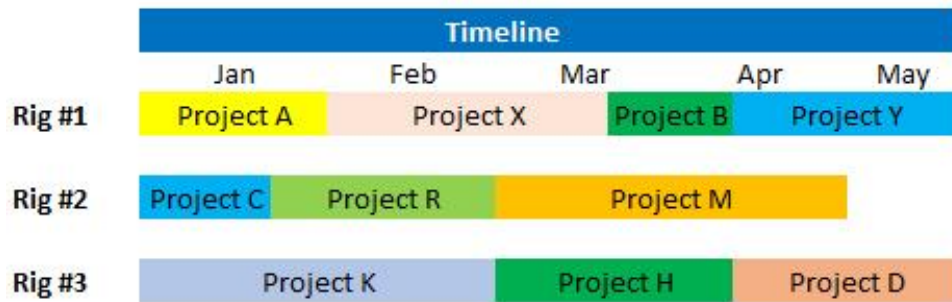 Timeline
Jan Feb Mar Apr May
Rig #1 Project A Project X Project B Project Y
Rig #2 Project C Project R Project M
Rig #3 Project K Project H Project D